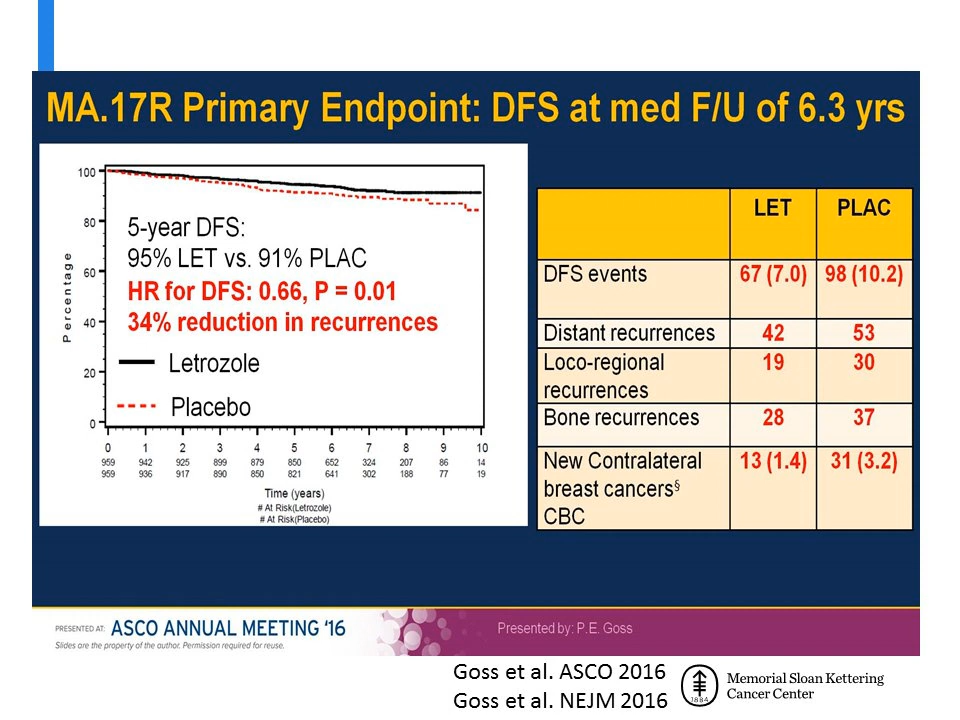 MA.17R Primary Endpoint: DFS at med F/U of 6.3 yrs
Percentage
100
80
60
40
20
0
5-year DFS:
95% LET vs. 91% PLAC
HR for DFS: 0.66, P = 0.01
34% reduction in recurrences
Letrozole
Placebo
0 1 2 3 4 5 6 7 8 9 10
959 942 925 899 879 850 652 324 207 86 14
959 936 917 890 850 821 641 302 188 77 19
Time (years)
# At Risk(Letrozole)
# At Risk(Placebo)
LET PLAC
DFS events 67 (7.0) 98 (10.2)
Distant recurrences 42 53
Loco-regional 19 30
recurrences
Bone recurrences 28 37
New Contralateral 13 (1.4) 31 (3.2)
breast cancers§
CBC
PRESENTED AT: ASCO ANNUAL MEETING '16
Slides are the property of the author. Permission required for reuse.
Presented by: P.E. Goss
Goss et al. ASCO 2016
Goss et al. NEJM 2016
1884
Memorial Sloan Kettering
Cancer Center